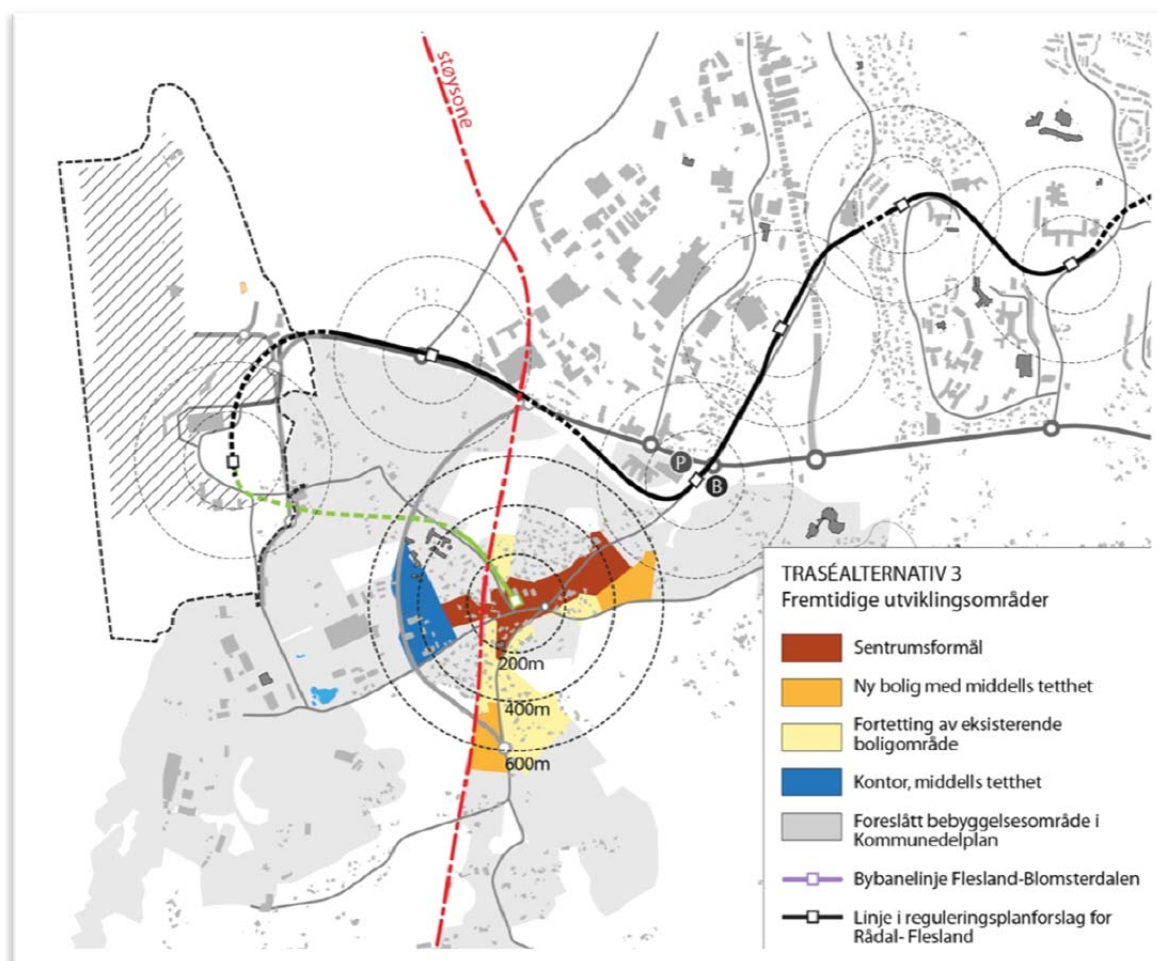 støysone
P
B
200m
400m
600m
TRASÉALTERNATIV 3
Fremtidige utviklingsområder
Sentrumsformål
Ny bolig med middells tetthet
Fortetting av eksisterende
boligområde
Kontor, middells tetthet
Foreslått bebyggelsesområde i
Kommunedelplan
Bybanelinje Flesland-Blomsterdalen
Linje i reguleringsplanforslag for
Rådal- Flesland